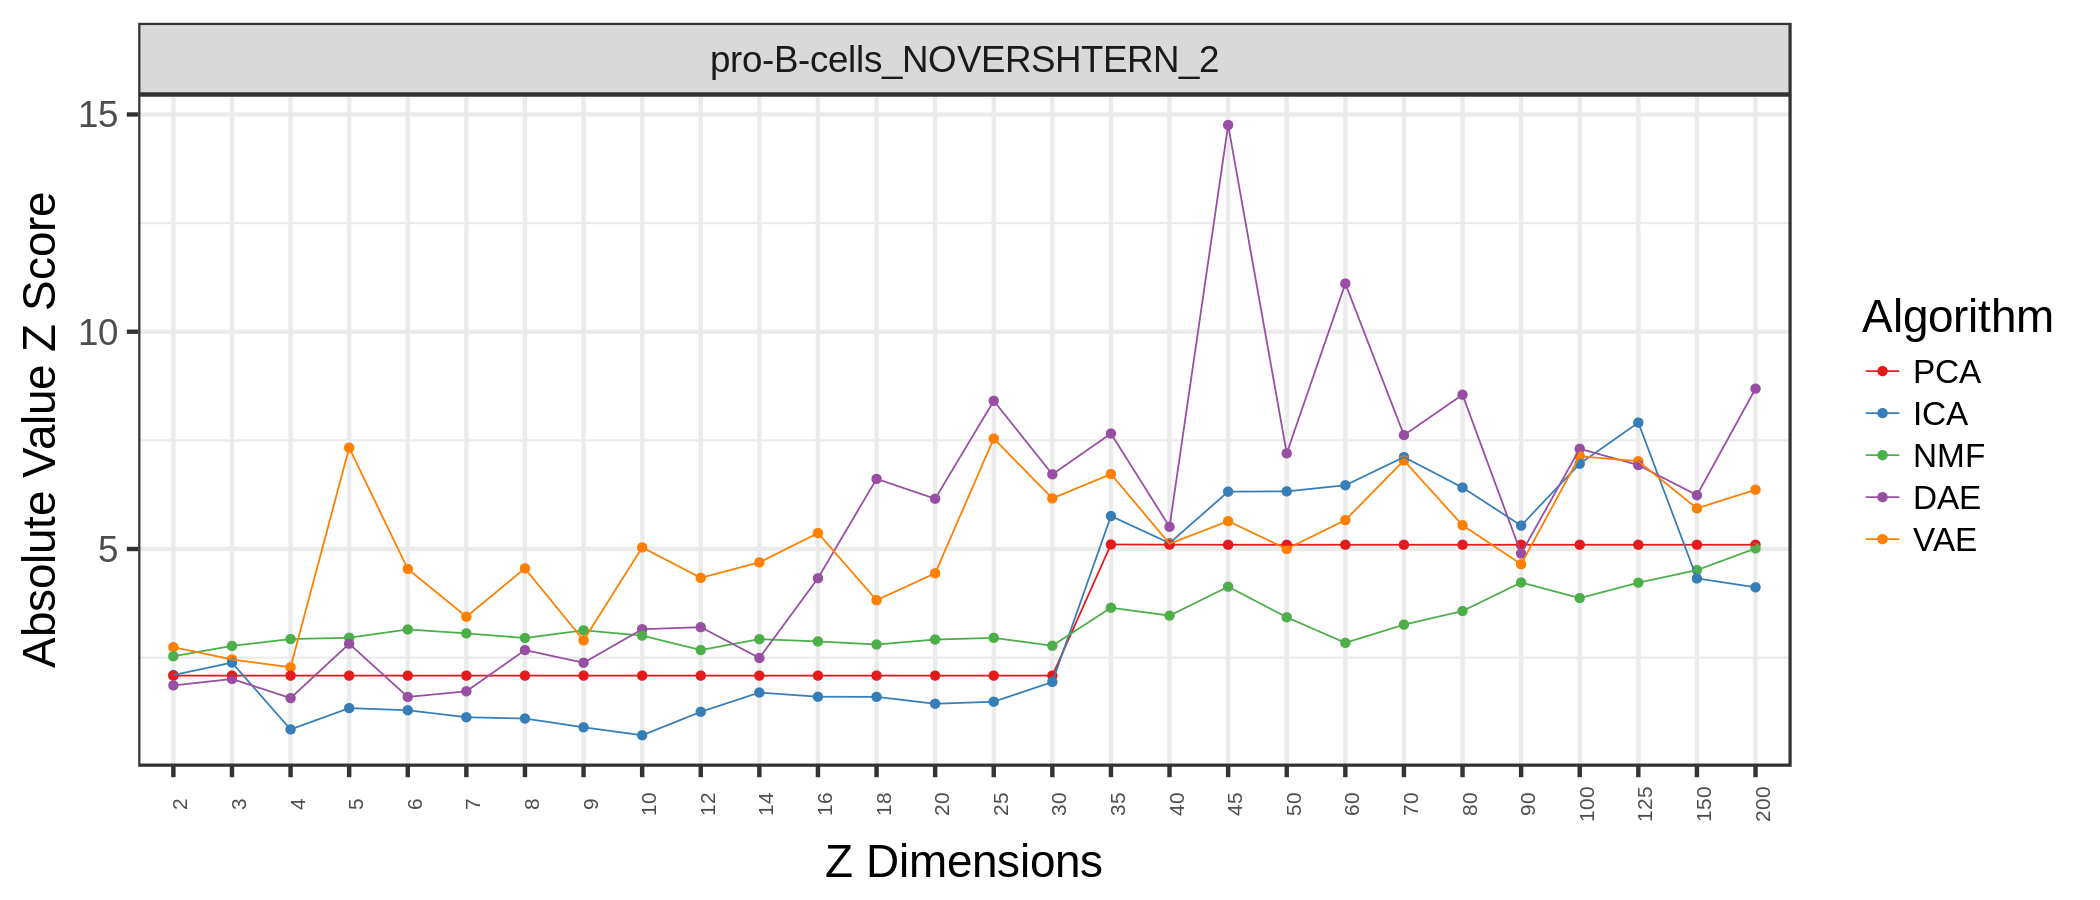 pro-B-cells_NOVERSHTERN_2
Absolute Value Z Score
15
10
5
2 3 4 5 6 7 8 9 10 12 14 16 18 20 25 30 35 40 45 50 60 70 80 90 100 125 150 200
Z Dimensions
Algorithm
PCA
ICA
NMF
DAE
VAE